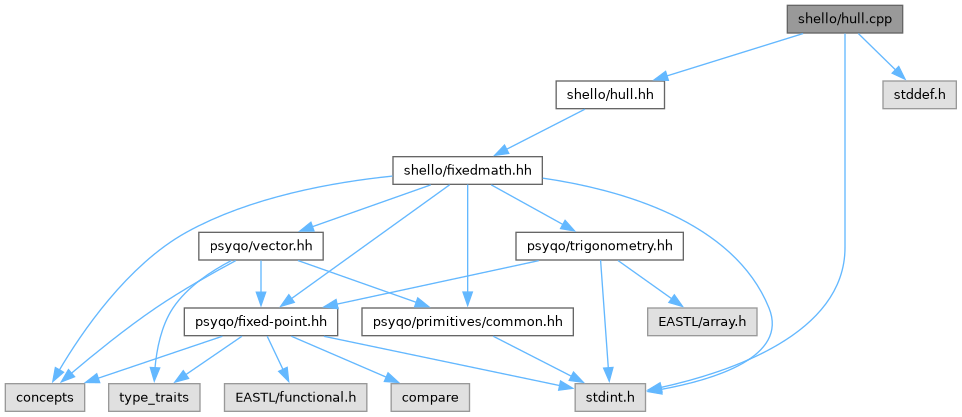 shello/hull.cpp
shello/hull.hh
stddef.h
shello/fixedmath.hh
psyqo/vector.hh
psyqo/trigonometry.hh
psyqo/fixed-point.hh
psyqo/primitives/common.hh
EASTL/array.h
concepts
type_traits
EASTL/functional.h
compare
stdint.h